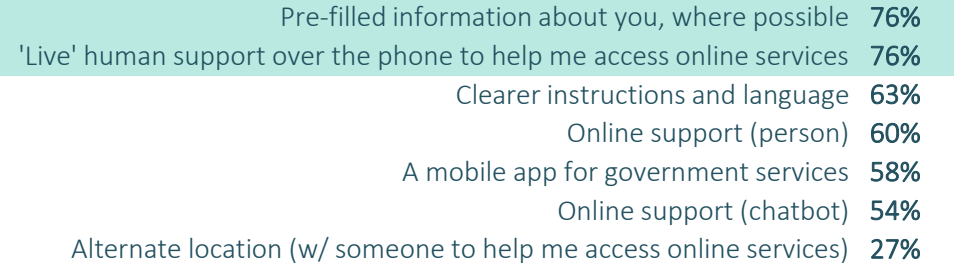 Pre-filled information about you, where possible 76%
'Live' human support over the phone to help me access online services 76%
Clearer instructions and language 63%
Online support (person) 60%
A mobile app for government services 58%
Online support (chatbot) 54%
Alternate location (w/ someone to help me access online services) 27%